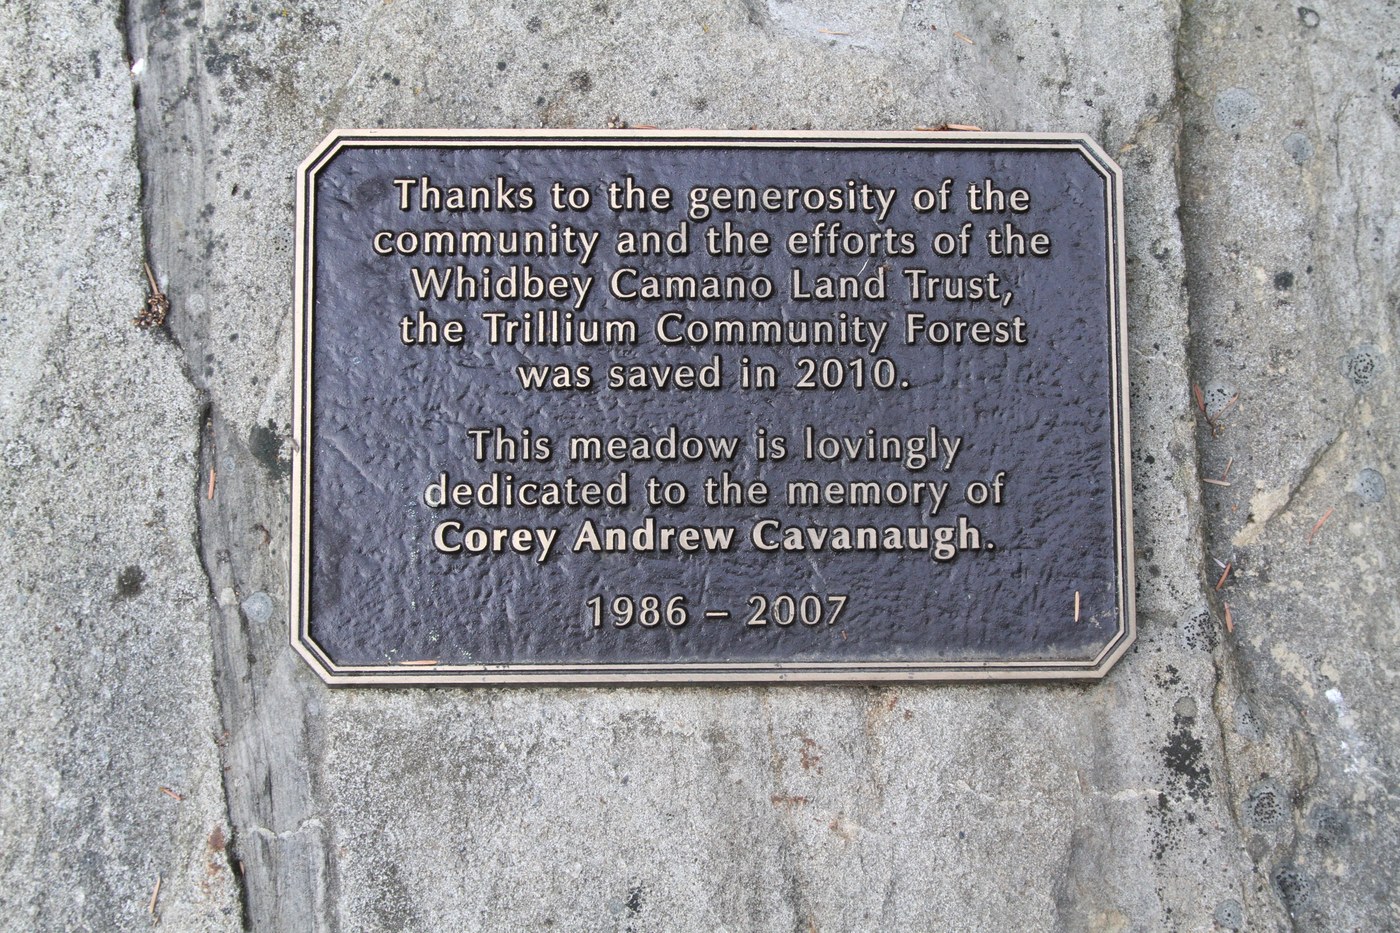 Thanks to the generosity of the
community and the efforts of the
Whidbey Camano Land Trust,
the Trillium Community Forest
was saved in 2010.
This meadow is lovingly
dedicated to the memory of
Corey Andrew Cavanaugh.
1986 – 2007